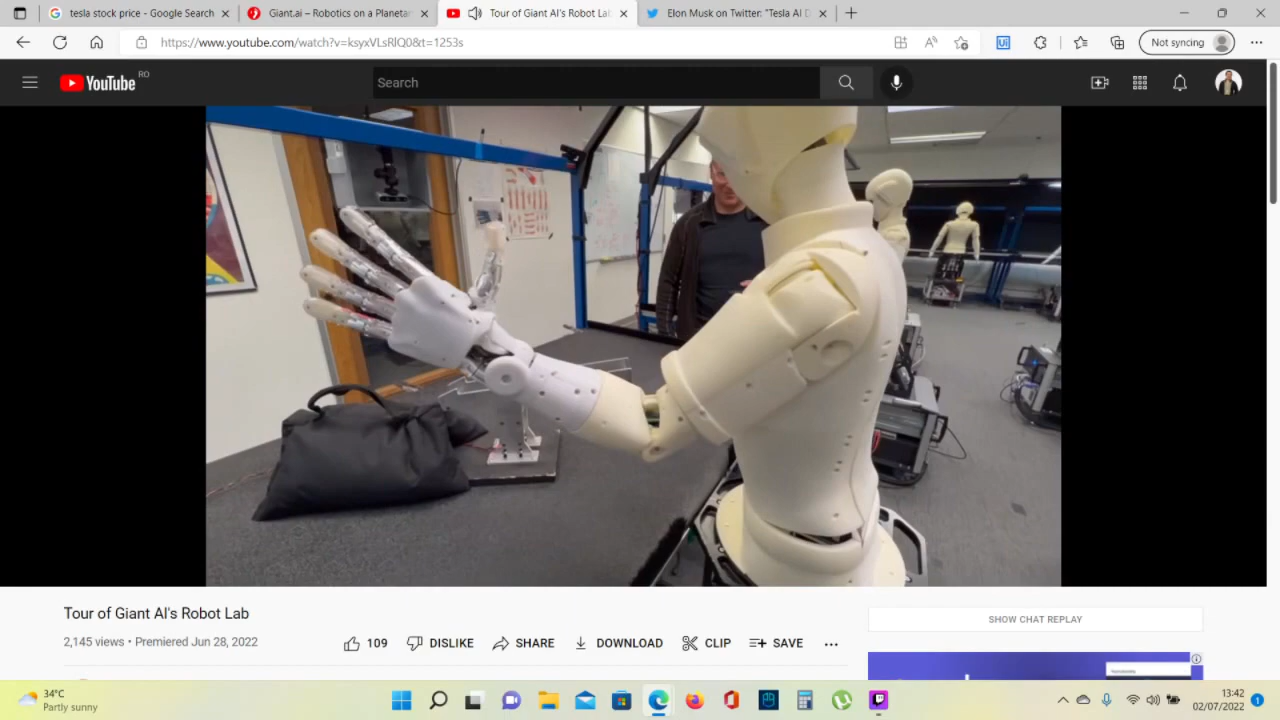 tesla stock price - Google Search
Giant.ai – Robotics on a Planetar
Tour of Giant AI's Robot Lab
Elon Musk on Twitter: "Tesla AI D
https://www.youtube.com/watch?v=ksyxVLsRlQ0&t=1253s
Not syncing
YouTube RO
Search
Tour of Giant AI's Robot Lab
2,145 views • Premiered Jun 28, 2022
109
DISLIKE
SHARE
DOWNLOAD
CLIP
SAVE
SHOW CHAT REPLAY
34°C
Partly sunny
13:42
02/07/2022
1